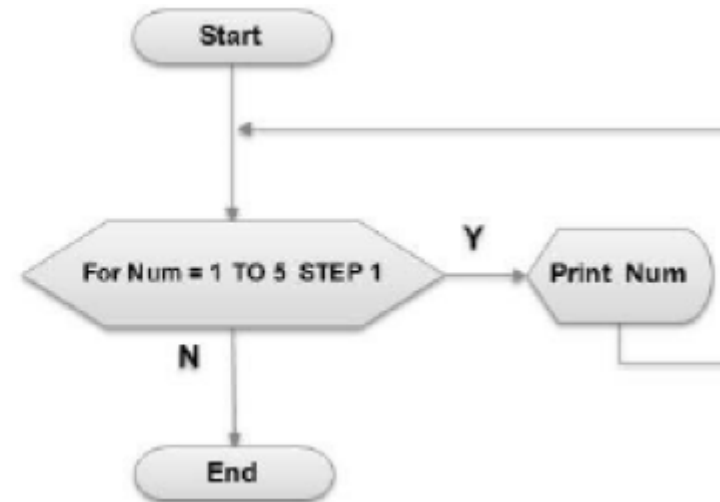 Start
For Num = 1 TO 5 STEP 1
Y
Print Num
N
End